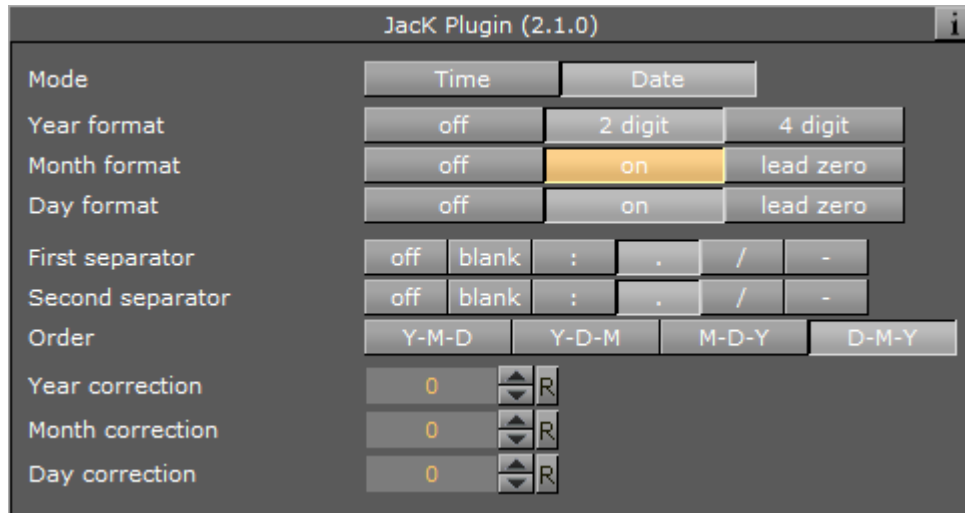 JacK Plugin (2.1.0) i
Mode Time Date
Year format off 2 digit 4 digit
Month format off on lead zero
Day format off on lead zero
First separator off blank : . / -
Second separator off blank : . / -
Order Y-M-D Y-D-M M-D-Y D-M-Y
Year correction 0 R
Month correction 0 R
Day correction 0 R